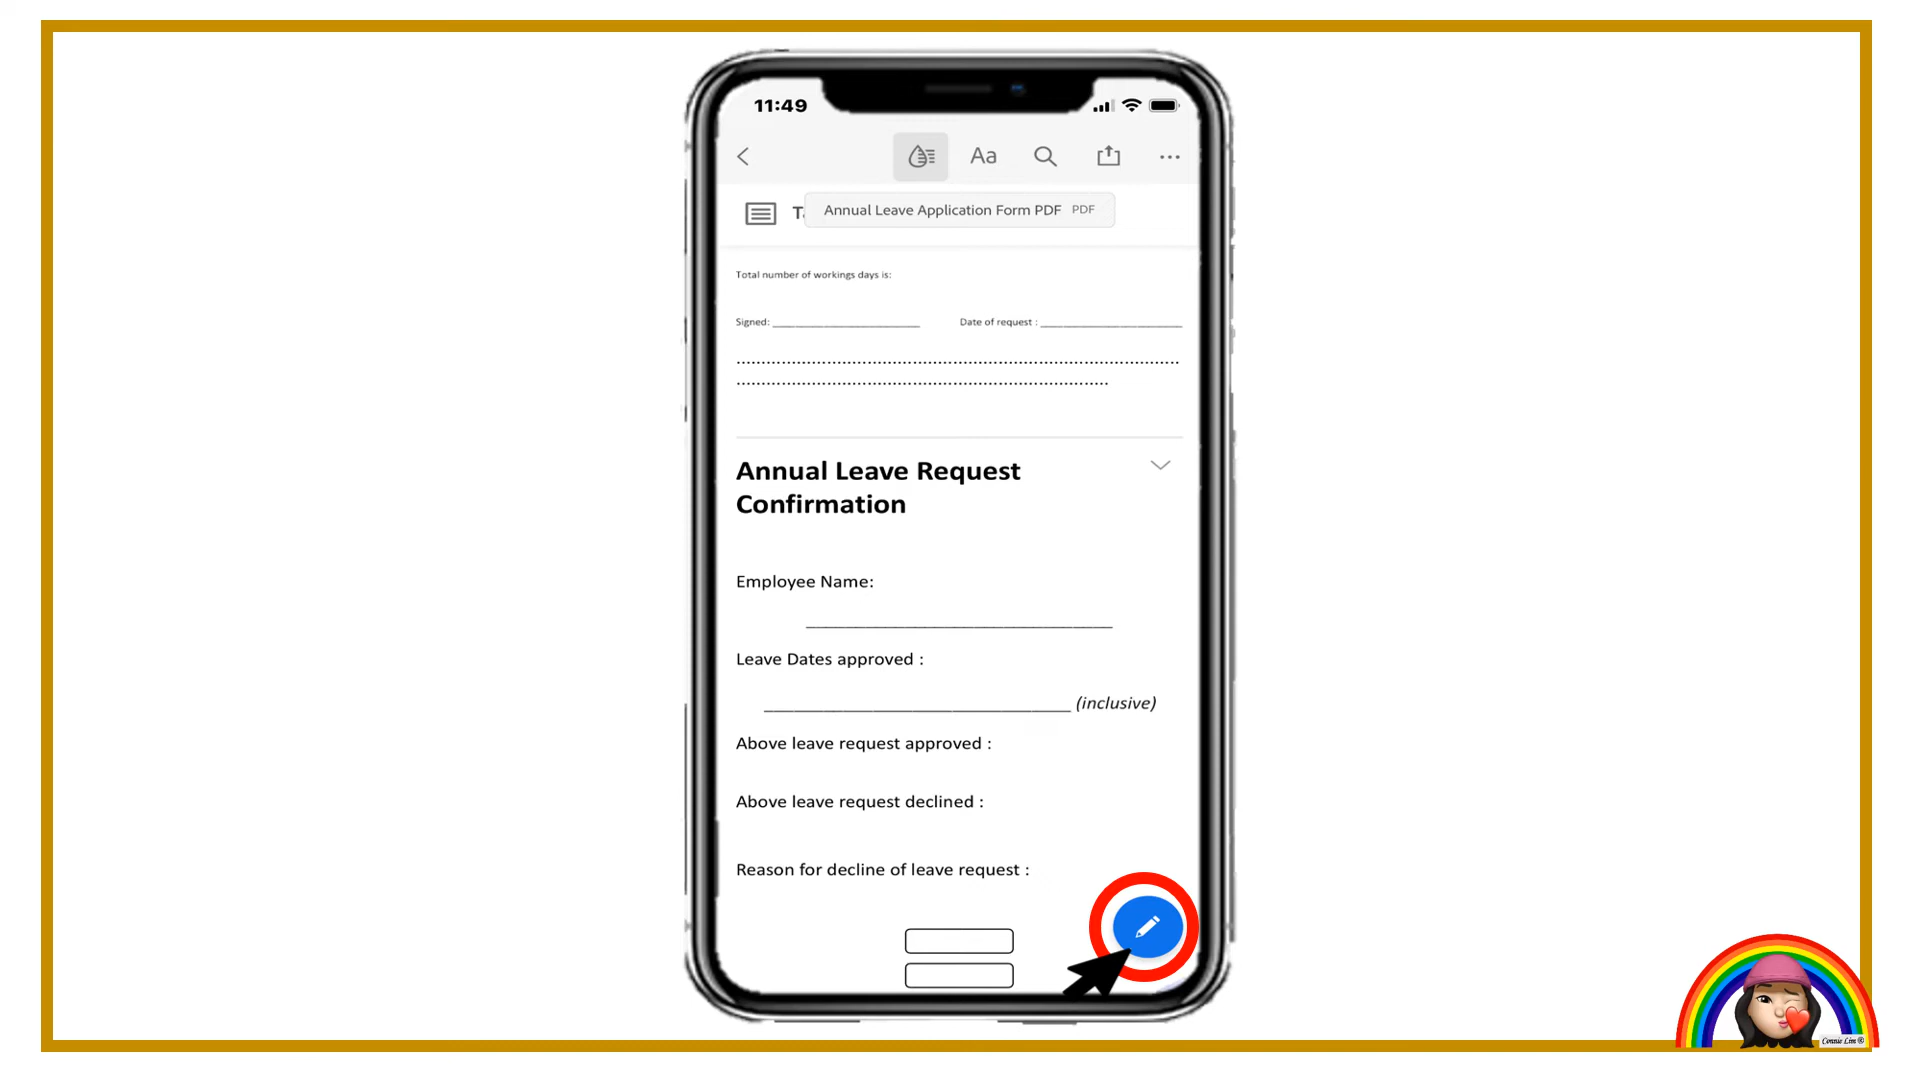 11:49
Aa
T
Annual Leave Application Form PDF PDF
Total number of workings days is:
Signed: Date of request :
Annual Leave Request
Confirmation
Employee Name:
Leave Dates approved :
(inclusive)
Above leave request approved :
Above leave request declined :
Reason for decline of leave request :
Connie Lim ®